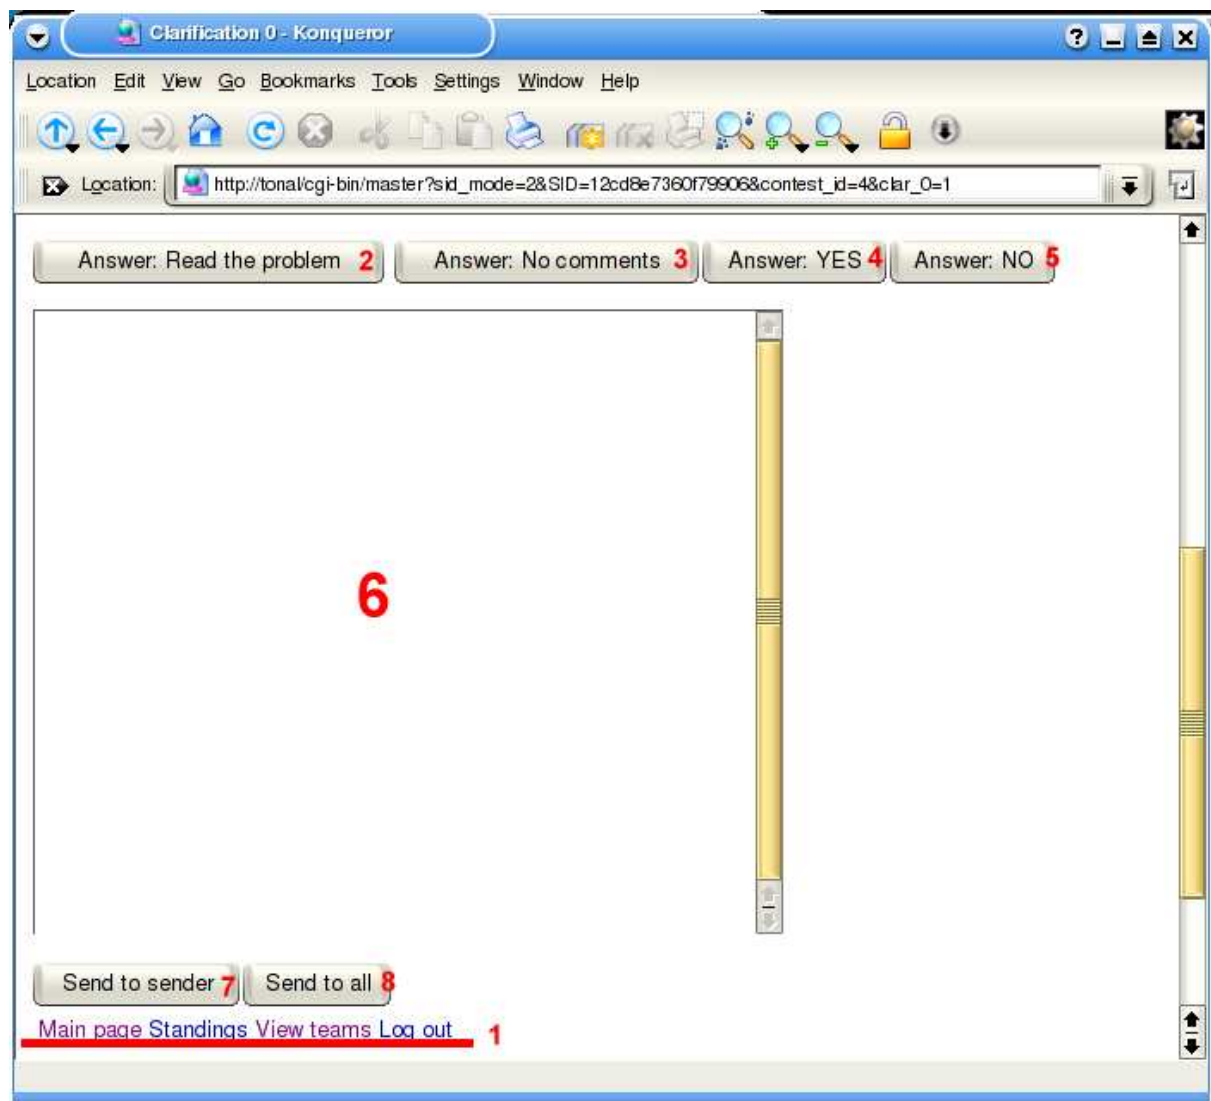 Clarification 0 - Konqueror
Location Edit View Go Bookmarks Tools Settings Window Help
Location: http://tonal/cgi-bin/master?sid_mode=2&SID=12cd8e7360f79906&contest_id=4&clar_0=1
Answer: Read the problem 2 Answer: No comments 3 Answer: YES 4 Answer: NO 5
6
Send to sender 7 Send to all 8
Main page Standings View teams Log out 1